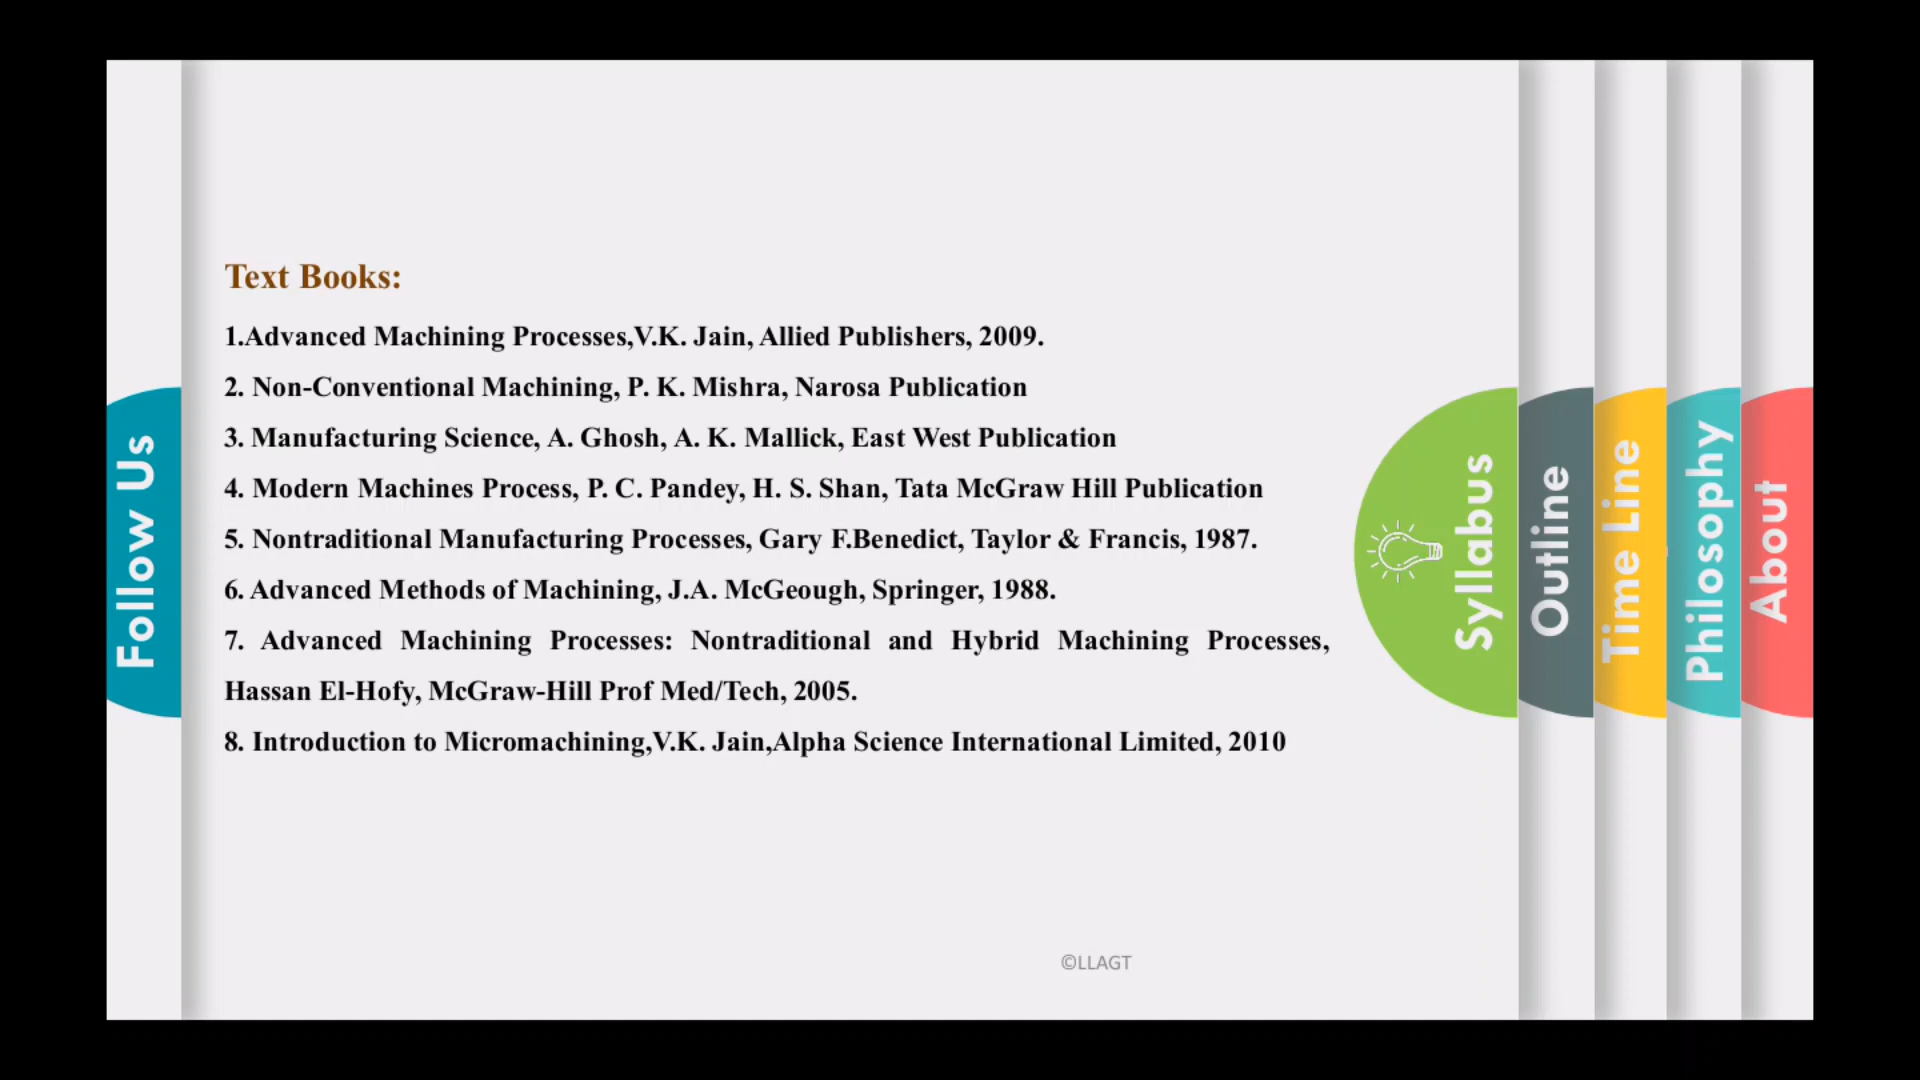 Follow Us
Text Books:
1.Advanced Machining Processes,V.K. Jain, Allied Publishers, 2009.
2. Non-Conventional Machining, P. K. Mishra, Narosa Publication
3. Manufacturing Science, A. Ghosh, A. K. Mallick, East West Publication
4. Modern Machines Process, P. C. Pandey, H. S. Shan, Tata McGraw Hill Publication
5. Nontraditional Manufacturing Processes, Gary F.Benedict, Taylor & Francis, 1987.
6. Advanced Methods of Machining, J.A. McGeough, Springer, 1988.
7. Advanced Machining Processes: Nontraditional and Hybrid Machining Processes,
Hassan El-Hofy, McGraw-Hill Prof Med/Tech, 2005.
8. Introduction to Micromachining,V.K. Jain,Alpha Science International Limited, 2010
©LLAGT
Syllabus
Outline
Time Line
Philosophy
About